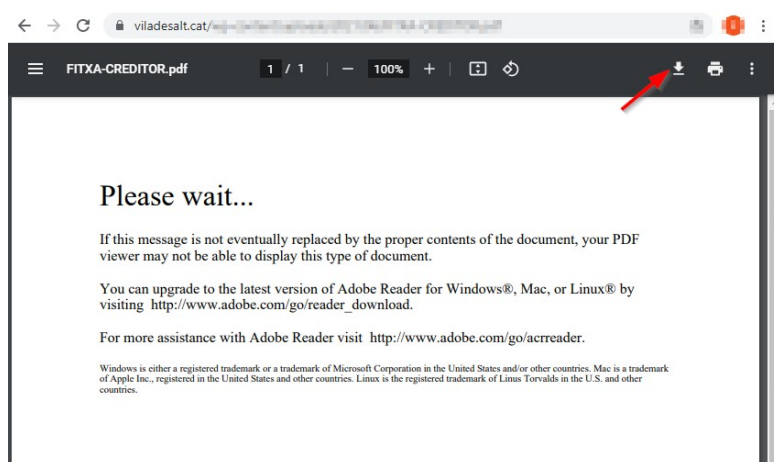 viladesalt.cat/
FITXA-CREDITOR.pdf 1 / 1 | — 100% + |
Please wait...
If this message is not eventually replaced by the proper contents of the document, your PDF
viewer may not be able to display this type of document.
You can upgrade to the latest version of Adobe Reader for Windows®, Mac, or Linux® by
visiting http://www.adobe.com/go/reader_download.
For more assistance with Adobe Reader visit http://www.adobe.com/go/acrreader.
Windows is either a registered trademark or a trademark of Microsoft Corporation in the United States and/or other countries. Mac is a trademark
of Apple Inc., registered in the United States and other countries. Linux is the registered trademark of Linus Torvalds in the U.S. and other
countries.